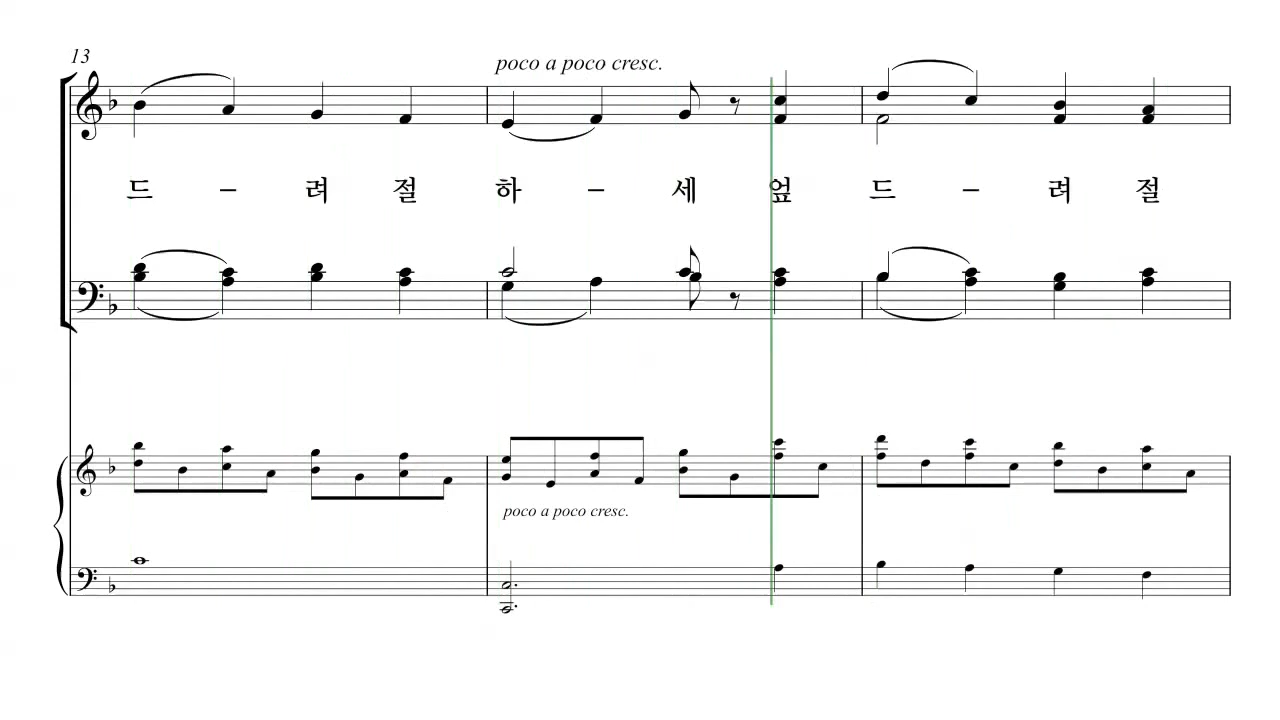 13
poco a poco cresc.
드 – 려 절 하 – 세 엎 드 – 려 절
poco a poco cresc.